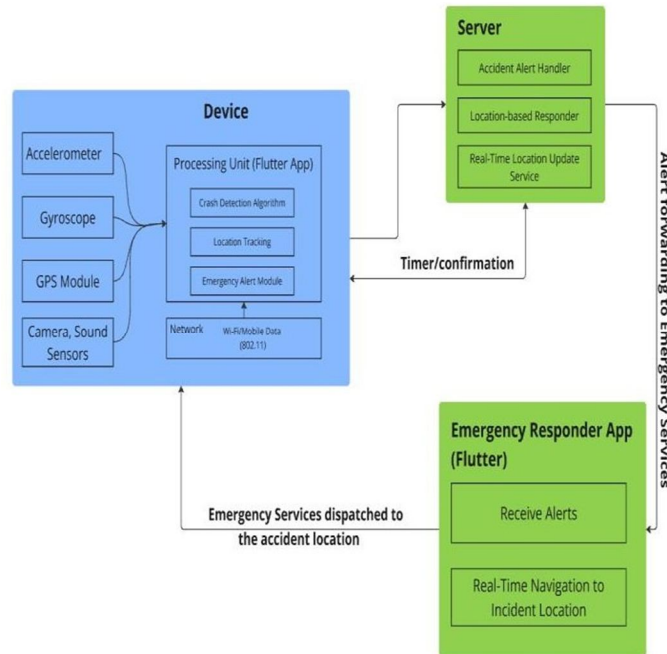 Server
Accident Alert Handler
Location-based Responder
Real-Time Location Update
Service
Device
Accelerometer
Gyroscope
GPS Module
Camera, Sound
Sensors
Processing Unit (Flutter App)
Crash Detection Algorithm
Location Tracking
Emergency Alert Module
Network
Wi-Fi/Mobile Data
(802.11)
Timer/confirmation
Alert forwarding to Emergency Services
Emergency Responder App
(Flutter)
Receive Alerts
Real-Time Navigation to
Incident Location
Emergency Services dispatched to
the accident location